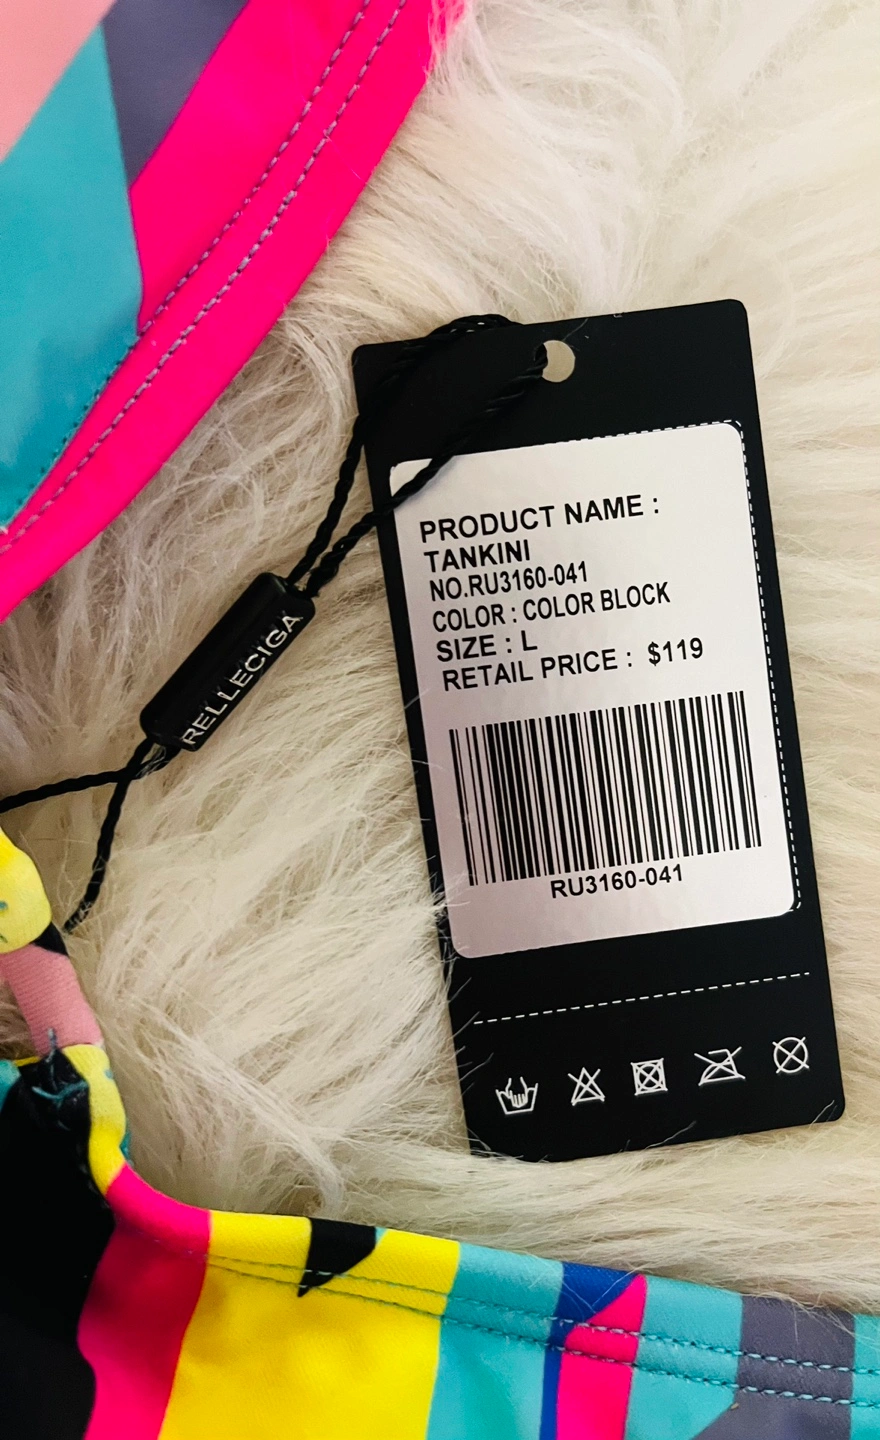 PRODUCT NAME :
TANKINI
NO.RU3160-041
COLOR : COLOR BLOCK
SIZE : L
RETAIL PRICE : $119
RU3160-041
RELLECIGA